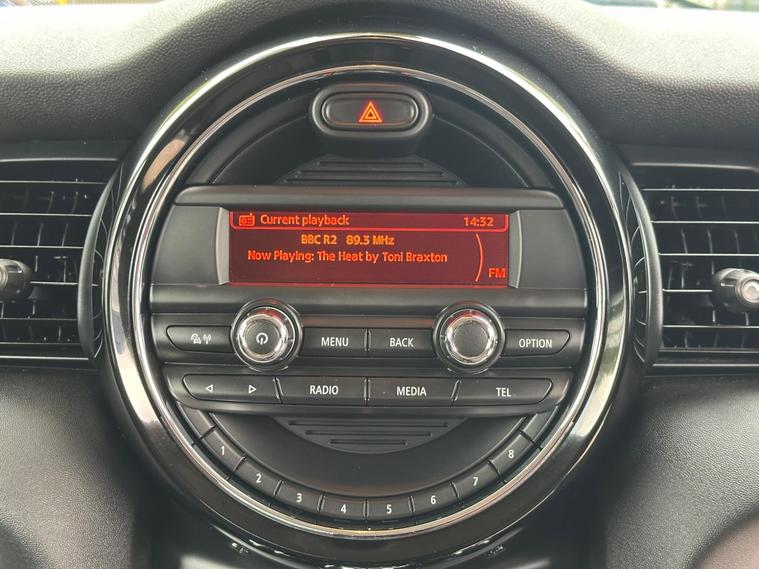 Current playback 14:32
BBC R2 89.3 MHz
Now Playing: The Heat by Toni Braxton
FM
MENU BACK OPTION
RADIO MEDIA TEL
1 2 3 4 5 6 7 8